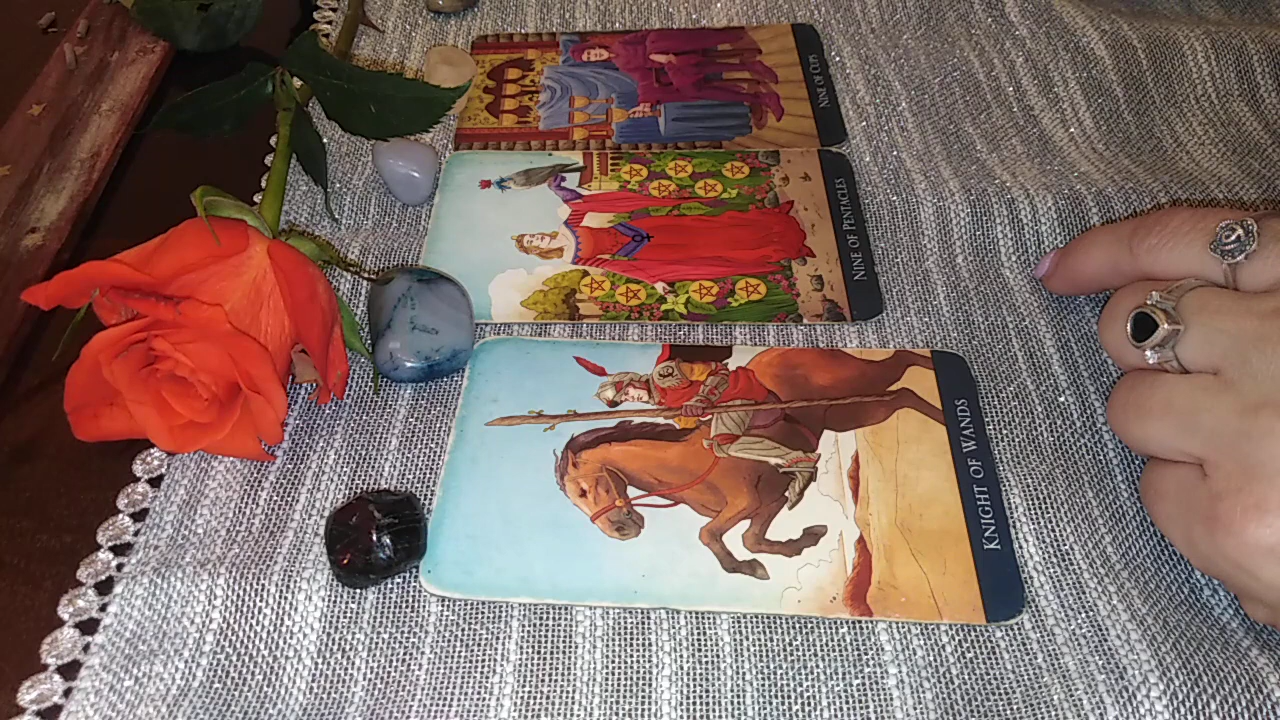 NINE OF CUPS
NINE OF PENTACLES
KNIGHT OF WANDS